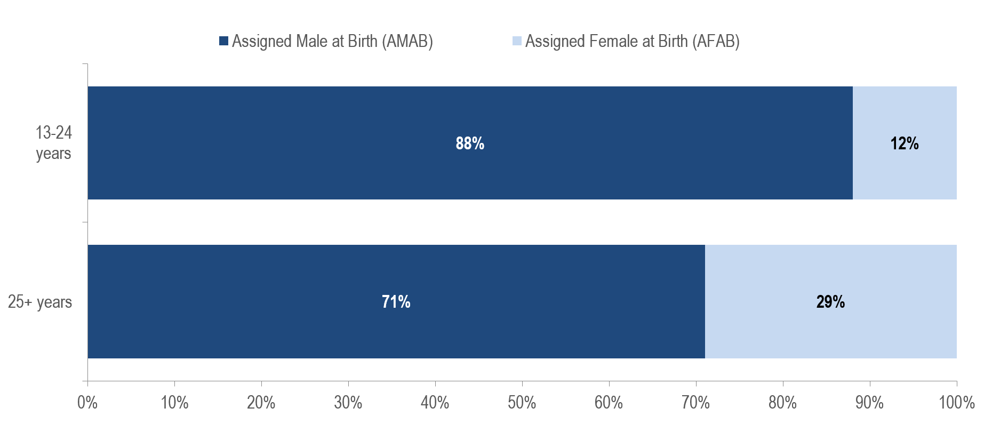 Assigned Male at Birth (AMAB) Assigned Female at Birth (AFAB)
13-24
years
88% 12%
25+ years 71% 29%
0% 10% 20% 30% 40% 50% 60% 70% 80% 90% 100%